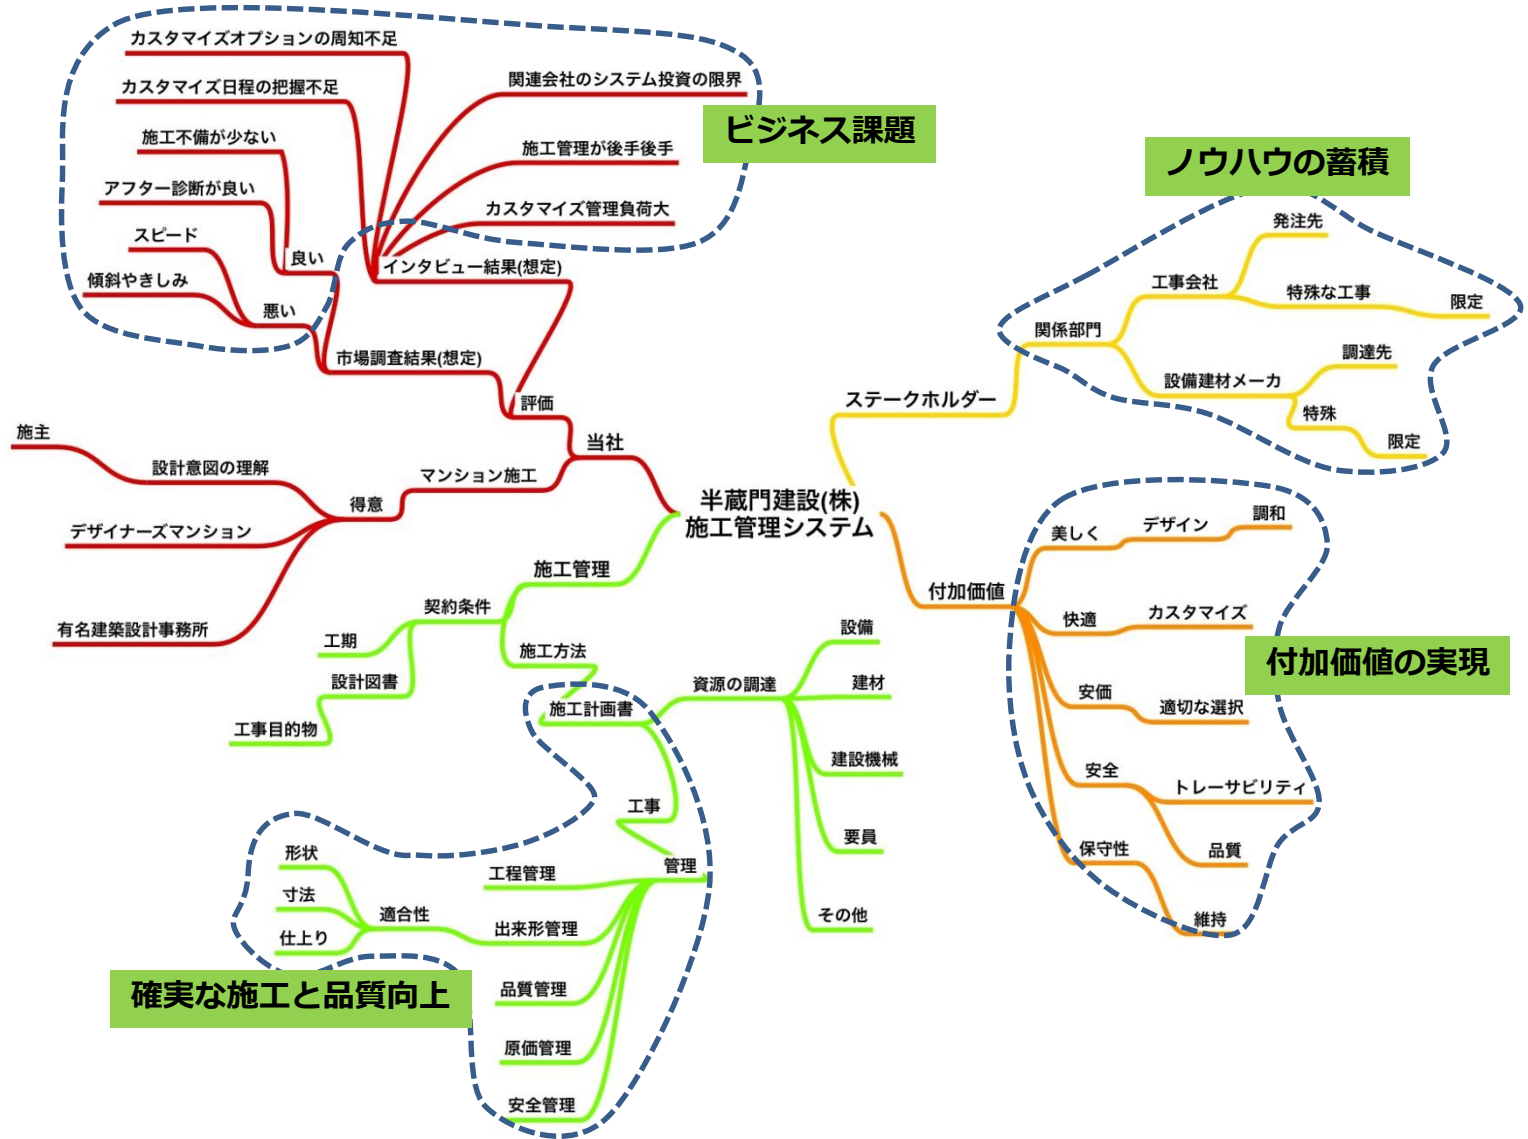 カスタマイズオプションの周知不足
カスタマイズ日程の把握不足
施工不備が少ない
アフター診断が良い
スピード
傾斜やきしみ
良い
悪い
関連会社のシステム投資の限界
施工管理が後手後手
カスタマイズ管理負荷大
インタビュー結果(想定)
市場調査結果(想定)
評価
ビジネス課題
当社
マンション施工
得意
設計意図の理解
施主
デザイナーズマンション
有名建築設計事務所
半蔵門建設(株)
施工管理システム
ノウハウの蓄積
ステークホルダー
関係部門
工事会社
発注先
特殊な工事
限定
設備建材メーカ
調達先
特殊
限定
付加価値
美しく
デザイン
調和
快適
カスタマイズ
安価
適切な選択
安全
トレーサビリティ
品質
保守性
維持
付加価値の実現
施工管理
契約条件
工期
設計図書
工事目的物
施工方法
施工計画書
資源の調達
設備
建材
建設機械
要員
その他
工事
管理
工程管理
出来形管理
適合性
形状
寸法
仕上り
品質管理
原価管理
安全管理
確実な施工と品質向上